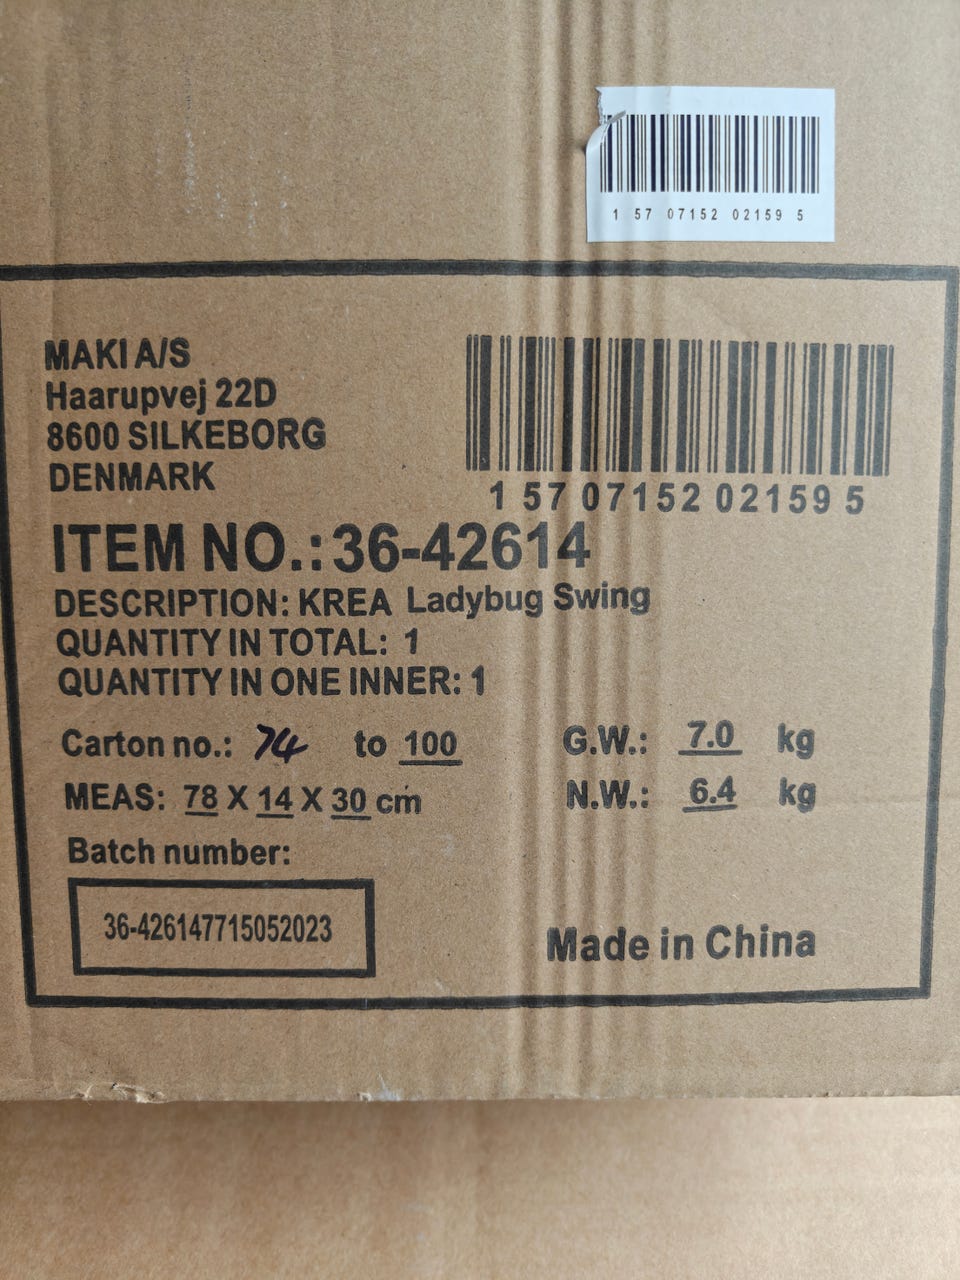 1 57 07152 02159 5
MAKI A/S
Haarupvej 22D
8600 SILKEBORG
DENMARK
1 57 07152 02159 5
ITEM NO.:36-42614
DESCRIPTION: KREA Ladybug Swing
QUANTITY IN TOTAL: 1
QUANTITY IN ONE INNER: 1
Carton no.: 74 to 100 G.W.: 7.0 kg
MEAS: 78 X 14 X 30 cm N.W.: 6.4 kg
Batch number:
36-426147715052023
Made in China